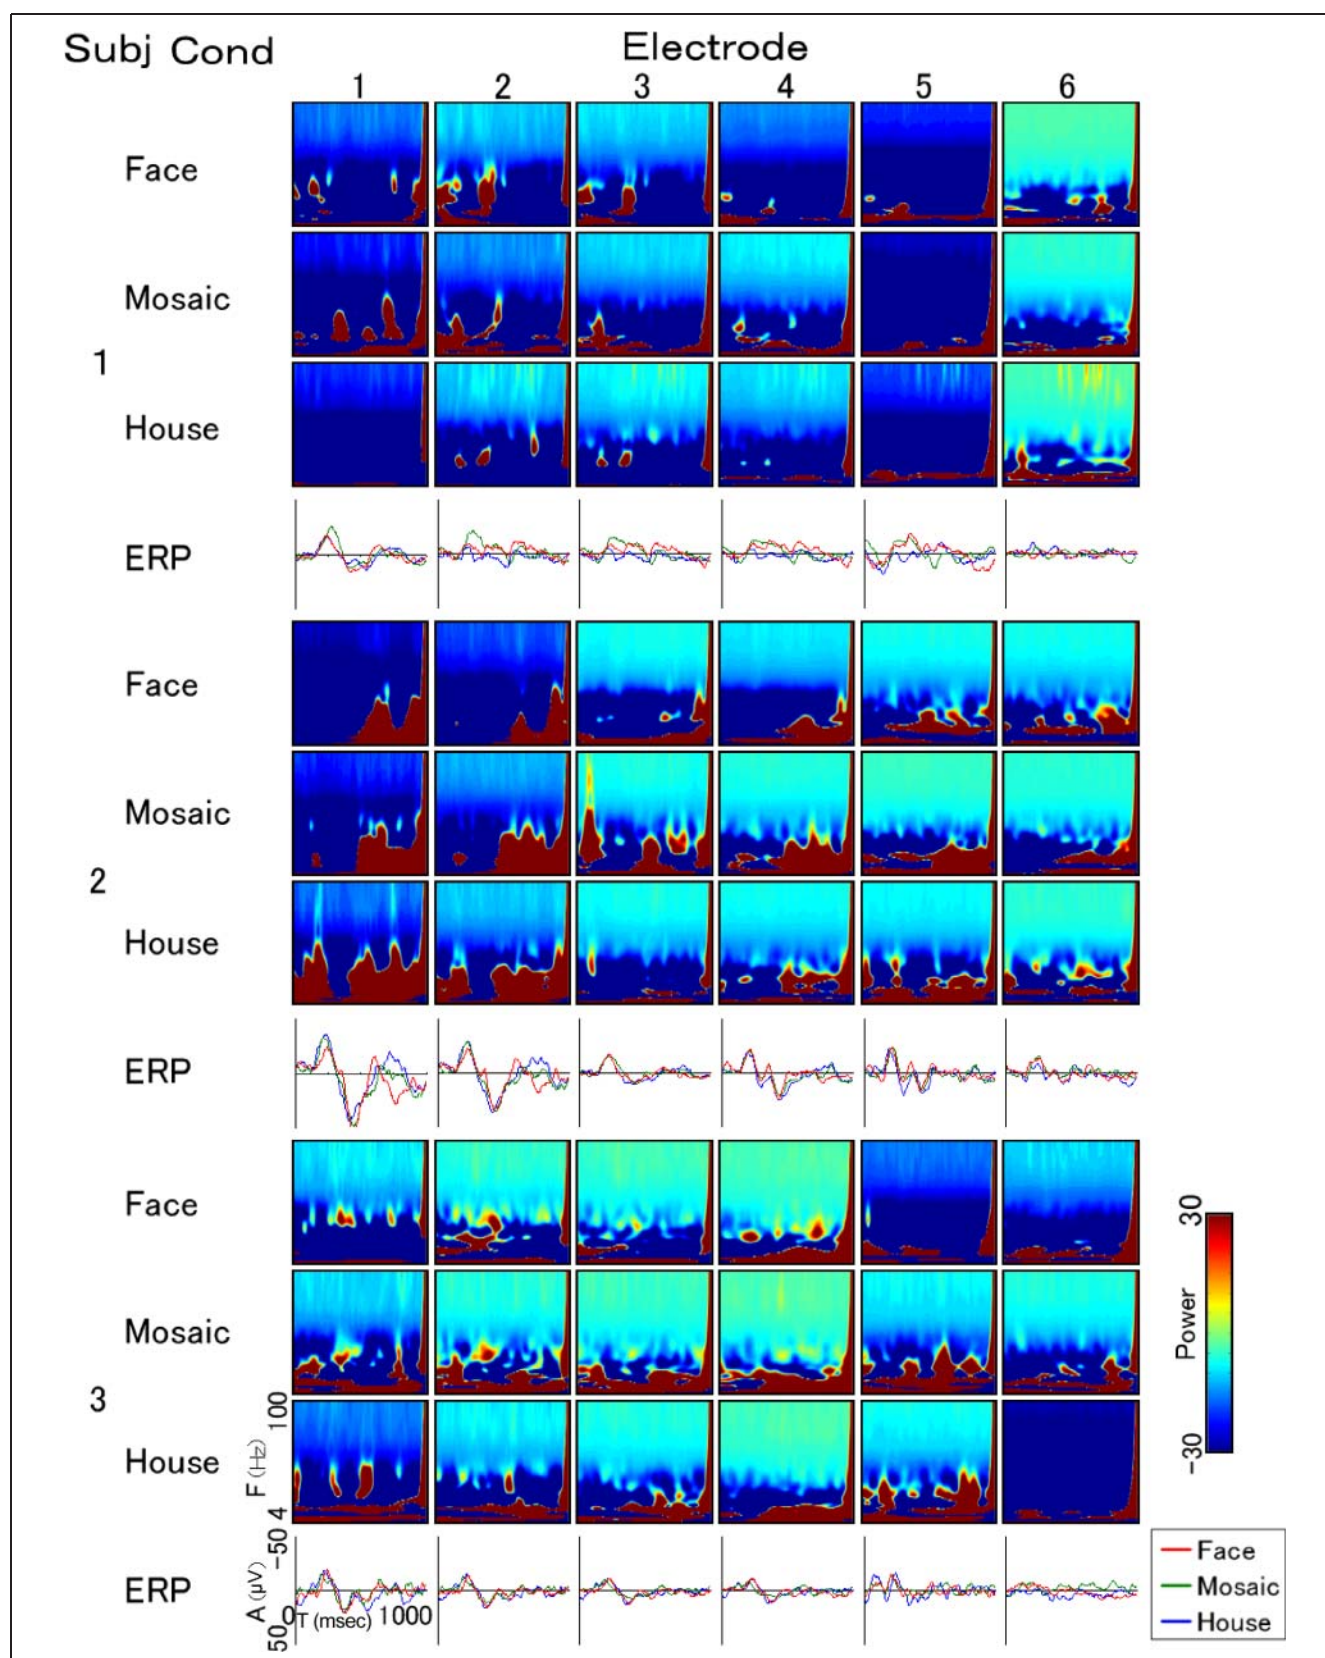 Subj Cond Electrode
1 2 3 4 5 6
Face
Mosaic
1
House
ERP
Face
Mosaic
2
House
ERP
Face
Mosaic
3
House
F (Hz)
4 100
ERP
A (μV)
50 -50
0 T (msec) 1000
Power
-30 30
Face
Mosaic
House